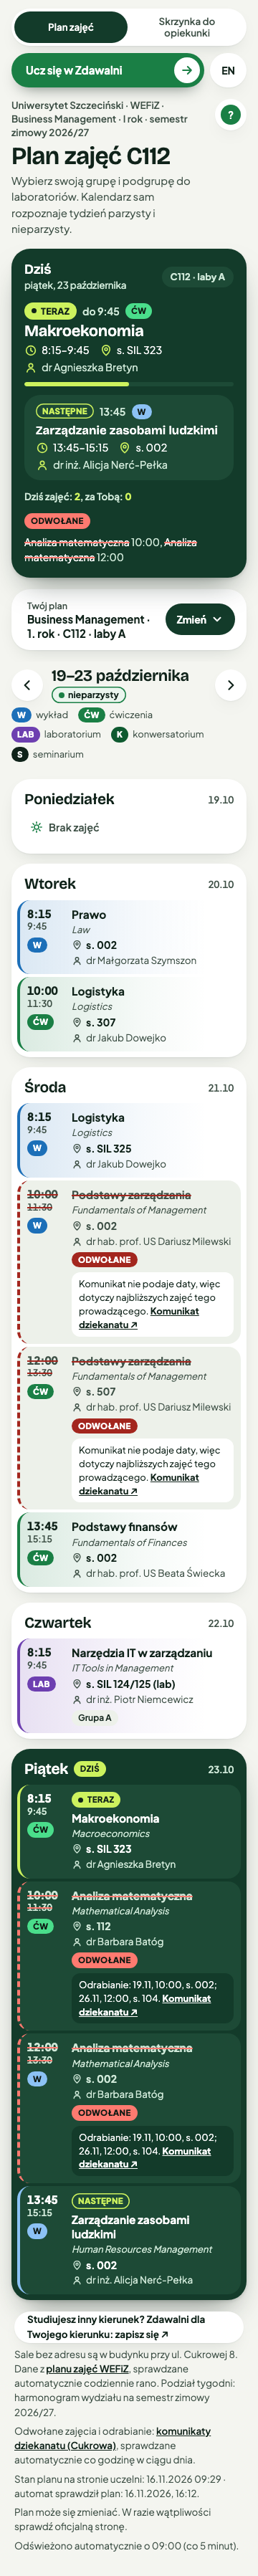 Plan zajęć
Skrzynka do
opiekunki
Ucz się w Zdawalni
EN
Uniwersytet Szczeciński · WEFiZ ·
Business Management · I rok · semestr
zimowy 2026/27
?
Plan zajęć C112
Wybierz swoją grupę i podgrupę do
laboratoriów. Kalendarz sam
rozpoznaje tydzień parzysty i
nieparzysty.
Dziś
piątek, 23 października
C112 · laby A
TERAZ do 9:45 ĆW
Makroekonomia
8:15–9:45 s. SIL 323
dr Agnieszka Bretyn
NASTĘPNE 13:45 W
Zarządzanie zasobami ludzkimi
13:45–15:15 s. 002
dr inż. Alicja Nerć-Pełka
Dziś zajęć: 2, za Tobą: 0
ODWOŁANE
Analiza matematyczna 10:00, Analiza
matematyczna 12:00
Twój plan
Business Management ·
1. rok · C112 · laby A
Zmień
19–23 października
nieparzysty
W wykład ĆW ćwiczenia
LAB laboratorium K konwersatorium
S seminarium
Poniedziałek 19.10
Brak zajęć
Wtorek 20.10
8:15 Prawo
9:45 Law
W s. 002
dr Małgorzata Szymszon
10:00 Logistyka
11:30 Logistics
ĆW s. 307
dr Jakub Dowejko
Środa 21.10
8:15 Logistyka
9:45 Logistics
W s. SIL 325
dr Jakub Dowejko
10:00 Podstawy zarządzania
11:30 Fundamentals of Management
W s. 002
dr hab. prof. US Dariusz Milewski
ODWOŁANE
Komunikat nie podaje daty, więc
dotyczy najbliższych zajęć tego
prowadzącego. Komunikat
dziekanatu ↗
12:00 Podstawy zarządzania
13:30 Fundamentals of Management
ĆW s. 507
dr hab. prof. US Dariusz Milewski
ODWOŁANE
Komunikat nie podaje daty, więc
dotyczy najbliższych zajęć tego
prowadzącego. Komunikat
dziekanatu ↗
13:45 Podstawy finansów
15:15 Fundamentals of Finances
ĆW s. 002
dr hab. prof. US Beata Świecka
Czwartek 22.10
8:15 Narzędzia IT w zarządzaniu
9:45 IT Tools in Management
LAB s. SIL 124/125 (lab)
dr inż. Piotr Niemcewicz
Grupa A
Piątek DZIŚ 23.10
8:15 TERAZ
9:45 Makroekonomia
ĆW Macroeconomics
s. SIL 323
dr Agnieszka Bretyn
10:00 Analiza matematyczna
11:30 Mathematical Analysis
ĆW s. 112
dr Barbara Batóg
ODWOŁANE
Odrabianie: 19.11, 10:00, s. 002;
26.11, 12:00, s. 104. Komunikat
dziekanatu ↗
12:00 Analiza matematyczna
13:30 Mathematical Analysis
W s. 002
dr Barbara Batóg
ODWOŁANE
Odrabianie: 19.11, 10:00, s. 002;
26.11, 12:00, s. 104. Komunikat
dziekanatu ↗
13:45 NASTĘPNE
15:15 Zarządzanie zasobami
W ludzkimi
Human Resources Management
s. 002
dr inż. Alicja Nerć-Pełka
Studiujesz inny kierunek? Zdawalni dla
Twojego kierunku: zapisz się ↗
Sale bez adresu są w budynku przy ul. Cukrowej 8.
Dane z planu zajęć WEFiZ, sprawdzane
automatycznie codziennie rano. Podział tygodni:
harmonogram wydziału na semestr zimowy
2026/27.
Odwołane zajęcia i odrabianie: komunikaty
dziekanatu (Cukrowa), sprawdzane
automatycznie co godzinę w ciągu dnia.
Stan planu na stronie uczelni: 16.11.2026 09:29 ·
automat sprawdził plan: 16.11.2026, 16:12.
Plan może się zmieniać. W razie wątpliwości
sprawdź oficjalną stronę.
Odświeżono automatycznie o 09:00 (co 5 minut).